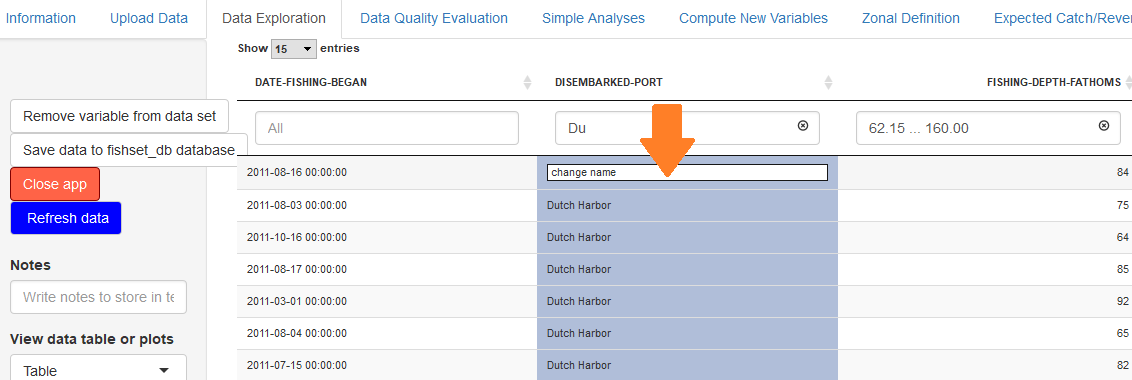 Information Upload Data Data Exploration Data Quality Evaluation Simple Analyses Compute New Variables Zonal Definition Expected Catch/Rever
Show 15 entries
DATE-FISHING-BEGAN DISEMBARKED-PORT FISHING-DEPTH-FATHOMS
Remove variable from data set
All Du 62.15 ... 160.00
Save data to fishset_db database
2011-08-16 00:00:00 change name 84
Close app
2011-08-03 00:00:00 Dutch Harbor 75
Refresh data
2011-10-16 00:00:00 Dutch Harbor 64
Notes
2011-08-17 00:00:00 Dutch Harbor 85
Write notes to store in te
2011-03-01 00:00:00 Dutch Harbor 92
View data table or plots
2011-08-04 00:00:00 Dutch Harbor 65
Table
2011-07-15 00:00:00 Dutch Harbor 82